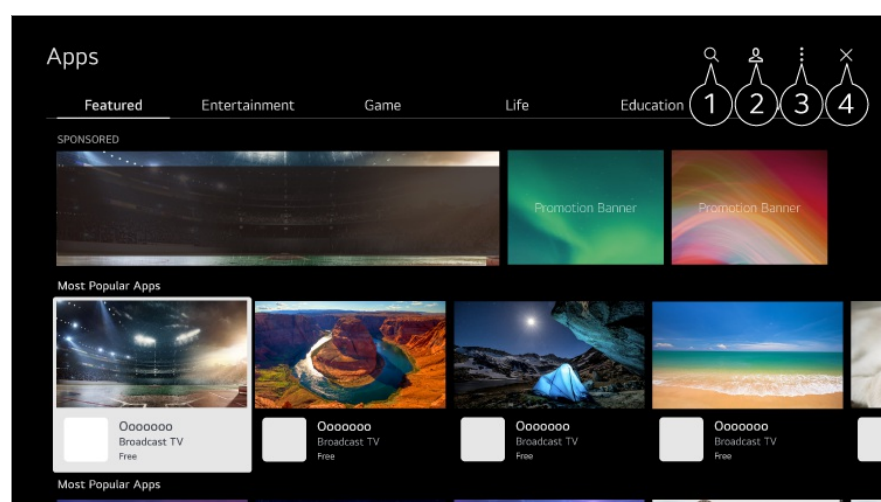 Apps
1 2 3 4
Featured Entertainment Game Life Education
SPONSORED
Promotion Banner Promotion Banner
Most Popular Apps
Ooooooo Ooooooo Ooooooo Ooooooo
Broadcast TV Broadcast TV Broadcast TV Broadcast TV
Free Free Free Free
Most Popular Apps